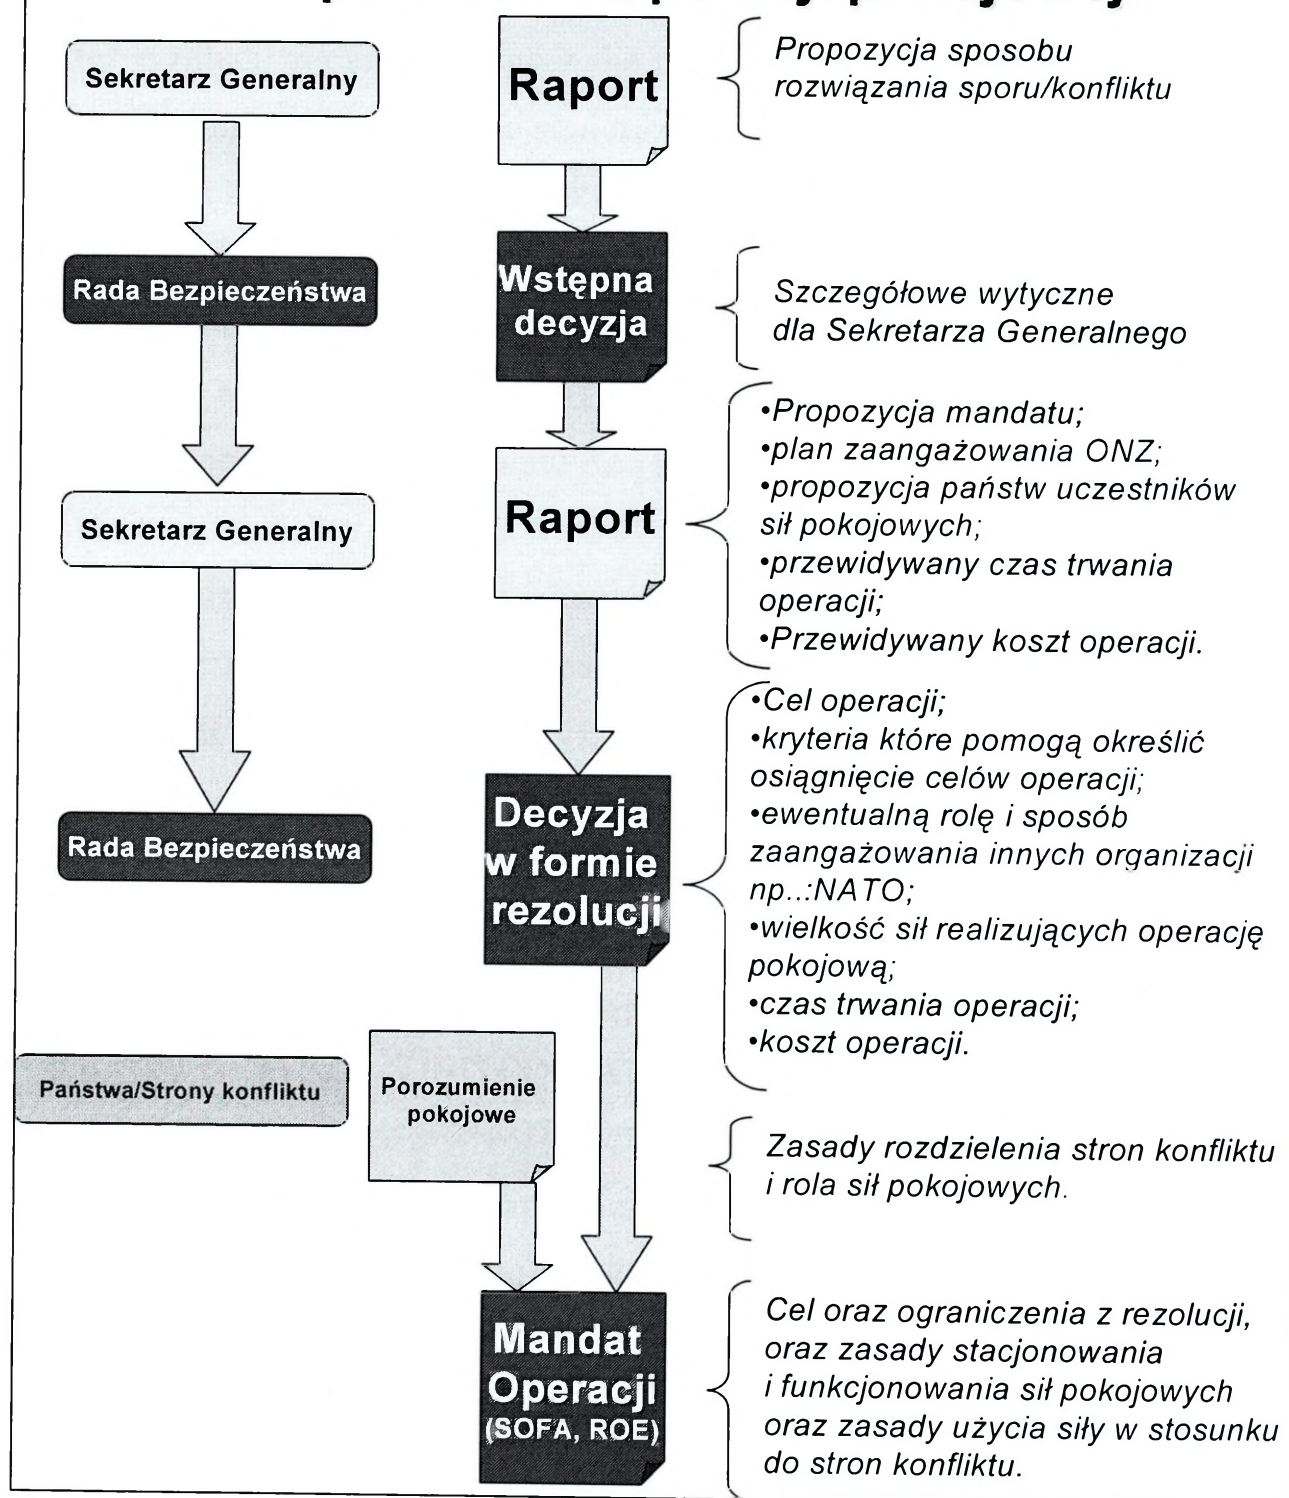 Sekretarz Generalny
Raport
Propozycja sposobu
rozwiązania sporu/konfliktu
Rada Bezpieczeństwa
Wstępna
decyzja
Szczegółowe wytyczne
dla Sekretarza Generalnego
Sekretarz Generalny
Raport
•Propozycja mandatu;
•plan zaangażowania ONZ;
•propozycja państw uczestników
sił pokojowych;
•przewidywany czas trwania
operacji;
•Przewidywany koszt operacji.
Rada Bezpieczeństwa
Decyzja
w formie
rezolucji
•Cel operacji;
•kryteria które pomogą określić
osiągnięcie celów operacji;
•ewentualną rolę i sposób
zaangażowania innych organizacji
np..:NATO;
•wielkość sił realizujących operację
pokojową;
•czas trwania operacji;
•koszt operacji.
Państwa/Strony konfliktu
Porozumienie
pokojowe
Zasady rozdzielenia stron konfliktu
i rola sił pokojowych.
Mandat
Operacji
(SOFA, ROE)
Cel oraz ograniczenia z rezolucji,
oraz zasady stacjonowania
i funkcjonowania sił pokojowych
oraz zasady użycia siły w stosunku
do stron konfliktu.